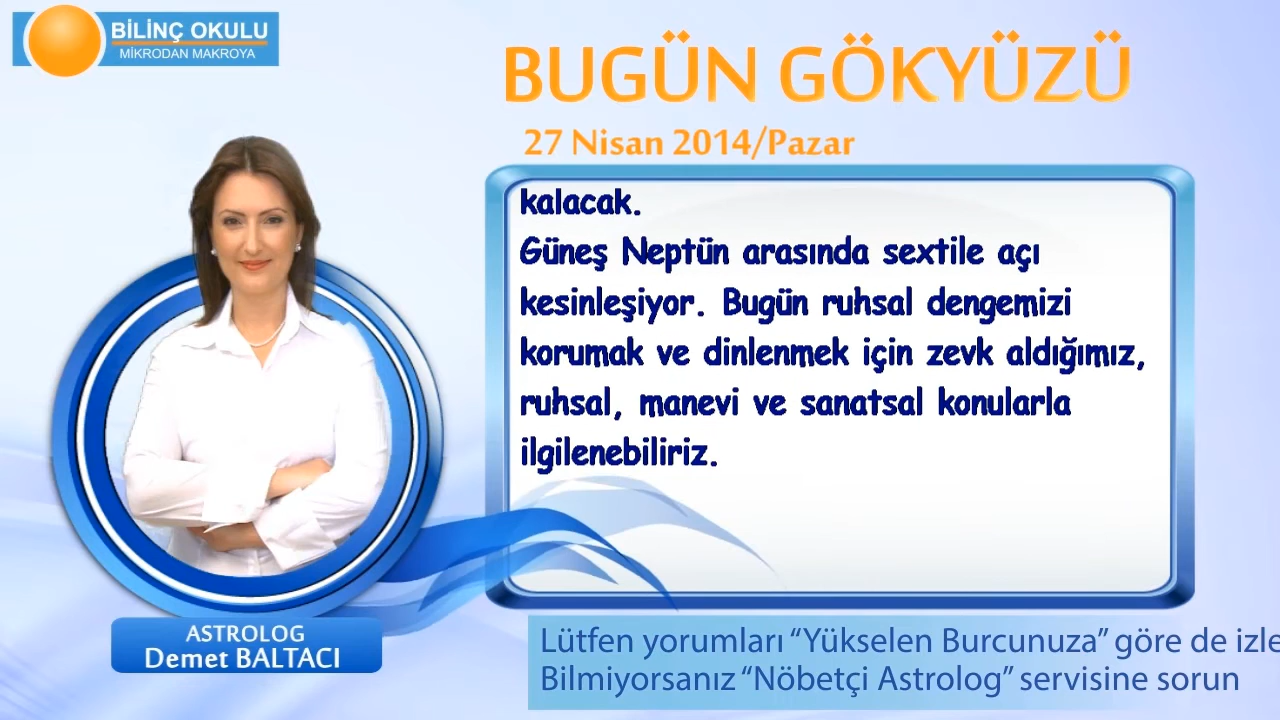 BİLİNÇ OKULU
MİKRODAN MAKROYA
BUGÜN GÖKYÜZÜ
27 Nisan 2014/Pazar
kalacak.
Güneş Neptün arasında sextile açı
kesinleşiyor. Bugün ruhsal dengemizi
korumak ve dinlenmek için zevk aldığımız,
ruhsal, manevi ve sanatsal konularla
ilgilenebiliriz.
ASTROLOG
Demet BALTACI
Lütfen yorumları “Yükselen Burcunuza” göre de izle
Bilmiyorsanız “Nöbetçi Astrolog” servisine sorun